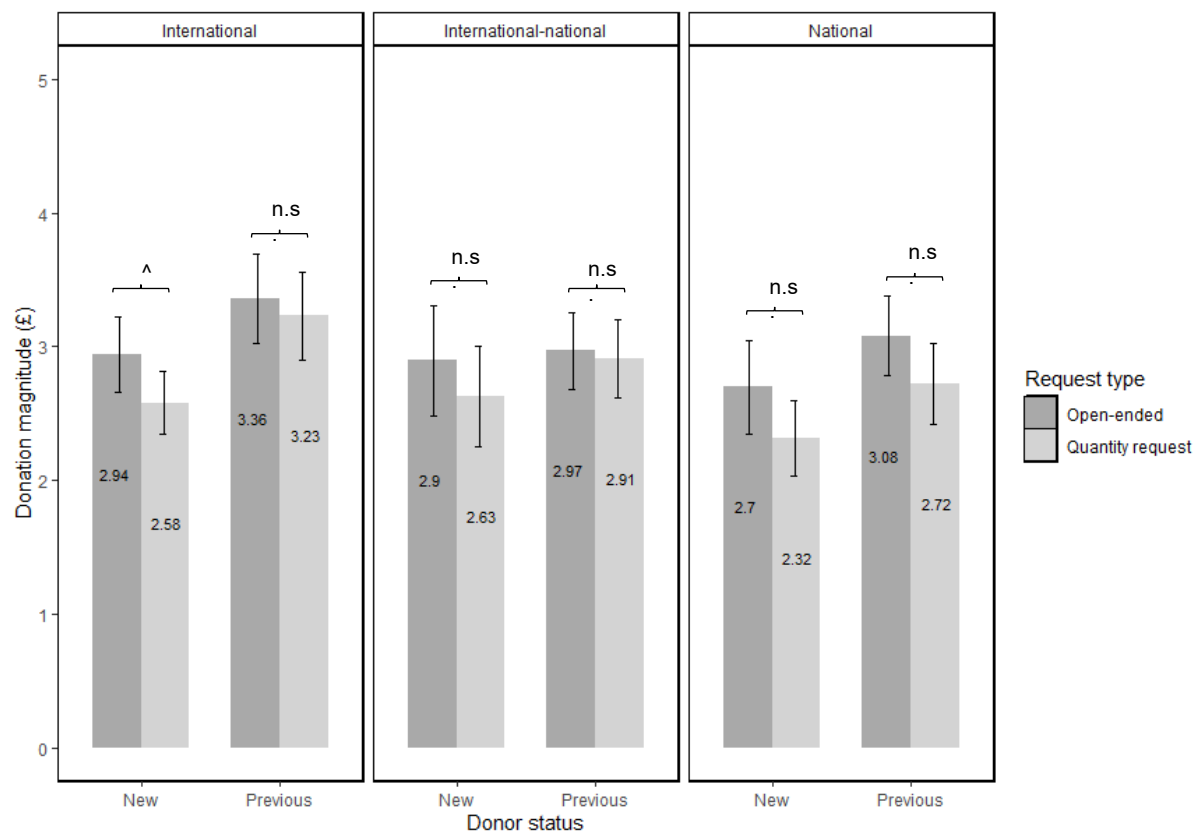 International
International-national
National
5
4
3
2
1
0
Donation magnitude (£)
^
n.s
.
n.s
.
n.s
.
n.s
.
n.s
.
2.94
2.58
3.36
3.23
2.9
2.63
2.97
2.91
2.7
2.32
3.08
2.72
New
Previous
New
Previous
New
Previous
Donor status
Request type
Open-ended
Quantity request